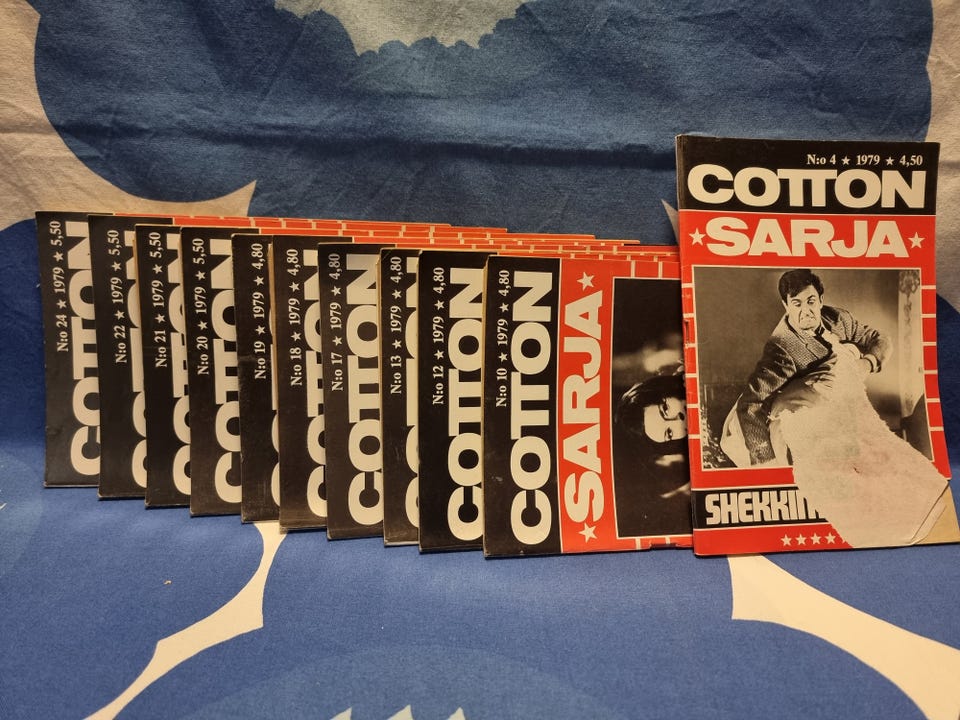 N:o 24 ★ 1979 ★ 5,50
COTTON
N:o 22 ★ 1979 ★ 5,50
N:o 21 ★ 1979 ★ 5,50
N:o 20 ★ 1979 ★ 5,50
N:o 19 ★ 1979 ★ 4,80
N:o 18 ★ 1979 ★ 4,80
N:o 17 ★ 1979 ★ 4,80
COTTON
N:o 13 ★ 1979 ★ 4,80
N:o 12 ★ 1979 ★ 4,80
COTTON
N:o 10 ★ 1979 ★ 4,80
COTTON
★ SARJA ★
N:o 4 ★ 1979 ★ 4,50
COTTON
★ SARJA ★